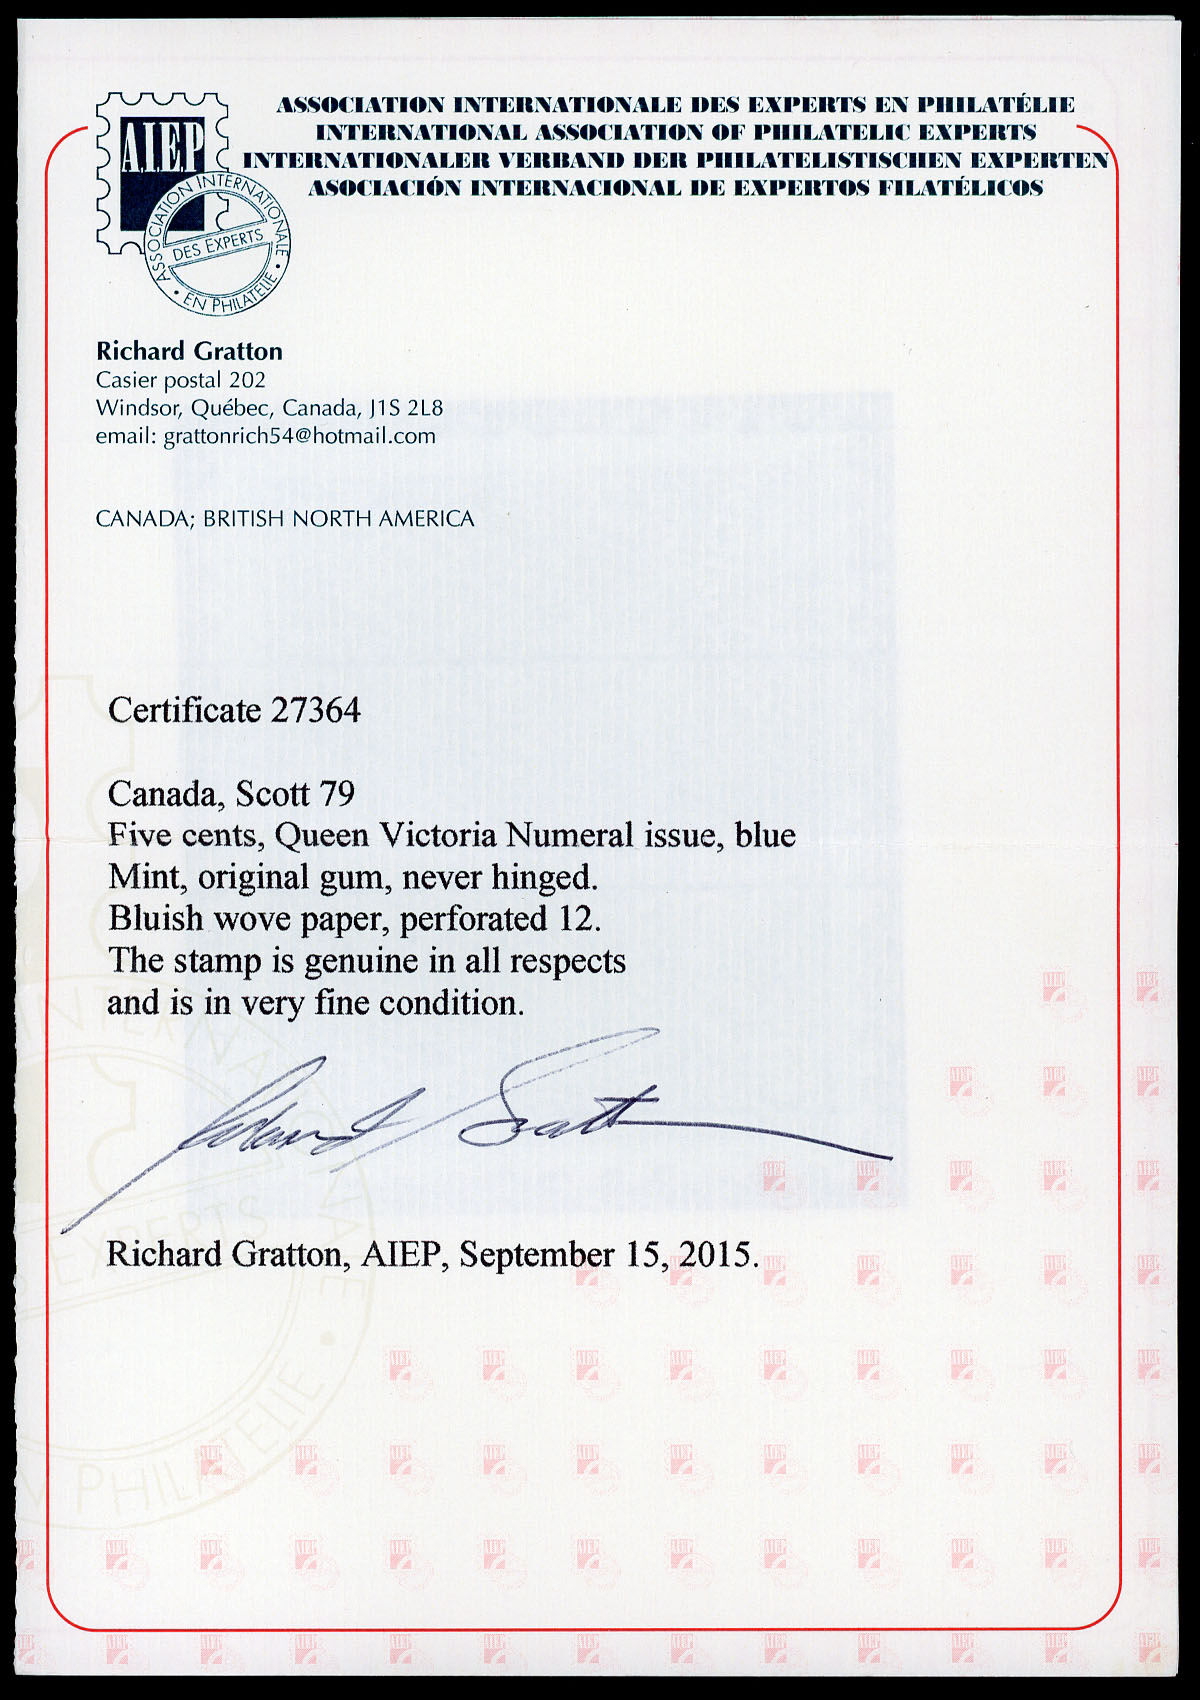 ASSOCIATION INTERNATIONALE DES EXPERTS EN PHILATÉLIE
INTERNATIONAL ASSOCIATION OF PHILATELIC EXPERTS
INTERNATIONALER VERBAND DER PHILATELISTISCHEN EXPERTEN
ASOCIACIÓN INTERNACIONAL DE EXPERTOS FILATÉLICOS
AIEP
ASSOCIATION INTERNATIONALE
DES EXPERTS
• EN PHILATELIE •
Richard Gratton
Casier postal 202
Windsor, Québec, Canada, J1S 2L8
email: grattonrich54@hotmail.com
CANADA; BRITISH NORTH AMERICA
Certificate 27364
Canada, Scott 79
Five cents, Queen Victoria Numeral issue, blue
Mint, original gum, never hinged.
Bluish wove paper, perforated 12.
The stamp is genuine in all respects
and is in very fine condition.
Richard Gratton, AIEP, September 15, 2015.